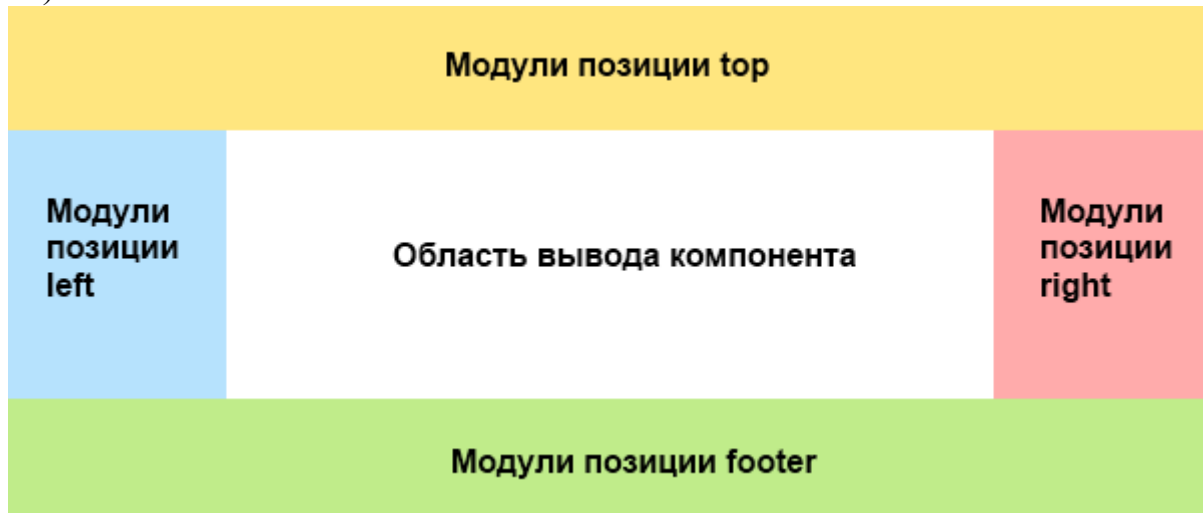 )
Модули позиции top
Модули
позиции
left
Область вывода компонента
Модули
позиции
right
Модули позиции footer